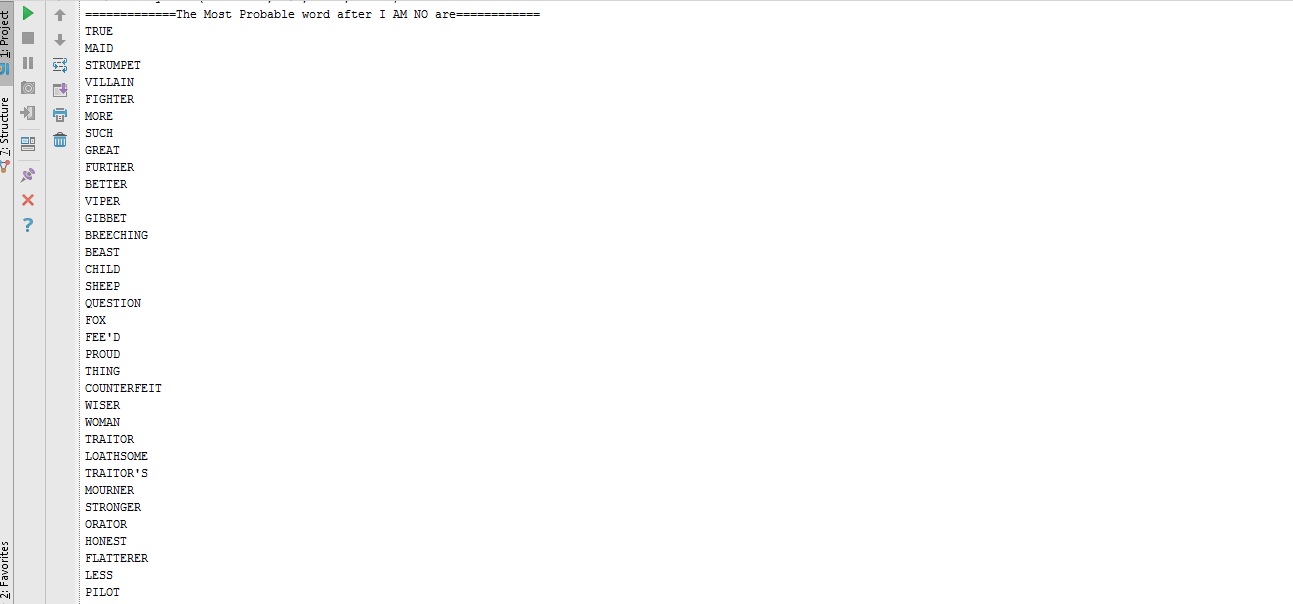 1: Project
7: Structure
2: Favorites
=============The Most Probable word after I AM NO are============
TRUE
MAID
STRUMPET
VILLAIN
FIGHTER
MORE
SUCH
GREAT
FURTHER
BETTER
VIPER
GIBBET
BREECHING
BEAST
CHILD
SHEEP
QUESTION
FOX
FEE'D
PROUD
THING
COUNTERFEIT
WISER
WOMAN
TRAITOR
LOATHSOME
TRAITOR'S
MOURNER
STRONGER
ORATOR
HONEST
FLATTERER
LESS
PILOT